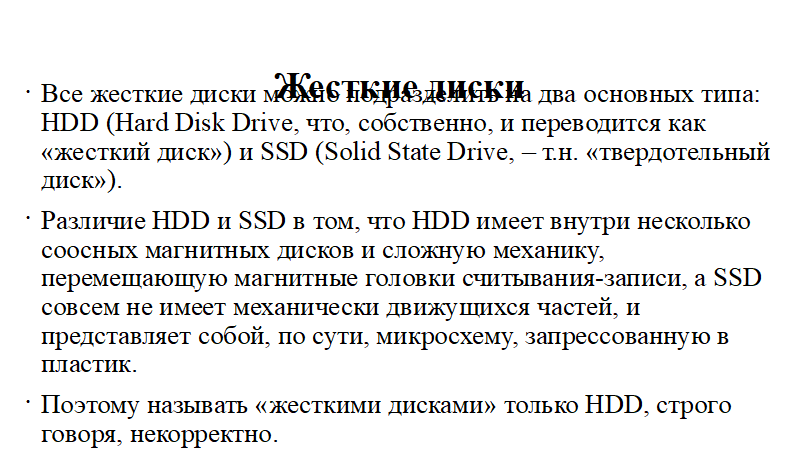 Жесткие диски
Все жесткие диски можно подразделить на два основных типа:
HDD (Hard Disk Drive, что, собственно, и переводится как
«жесткий диск») и SSD (Solid State Drive, – т.н. «твердотельный
диск»).
Различие HDD и SSD в том, что HDD имеет внутри несколько
соосных магнитных дисков и сложную механику,
перемещающую магнитные головки считывания-записи, а SSD
совсем не имеет механически движущихся частей, и
представляет собой, по сути, микросхему, запрессованную в
пластик.
Поэтому называть «жесткими дисками» только HDD, строго
говоря, некорректно.